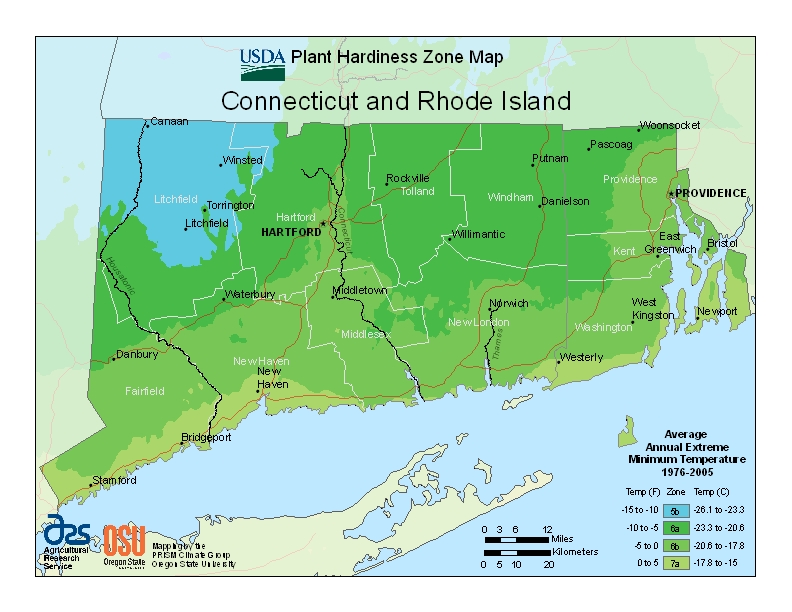 USDA Plant Hardiness Zone Map
Connecticut and Rhode Island
Canaan
Woonsocket
Pascoag
Winsted
Putnam
Rockville
Tolland
Providence
PROVIDENCE
Litchfield
Torrington
Windham
Danielson
Hartford
Litchfield
HARTFORD
Connecticut
Willimantic
East
Greenwich
Bristol
Kent
Housatonic
Waterbury
Middletown
Norwich
West
Kingston
Newport
New London
Washington
Middlesex
Thames
Danbury
New Haven
Westerly
New
Haven
Fairfield
Bridgeport
Stamford
Average
Annual Extreme
Minimum Temperature
1976-2005
Temp (F) Zone Temp (C)
-15 to -10 5b -26.1 to -23.3
-10 to -5 6a -23.3 to -20.6
-5 to 0 6b -20.6 to -17.8
0 to 5 7a -17.8 to -15
0 3 6 12
Miles
Kilometers
0 5 10 20
ars
Agricultural
Research
Service
OSU
Oregon State
UNIVERSITY
Mapping by the
PRISM Climate Group
Oregon State University